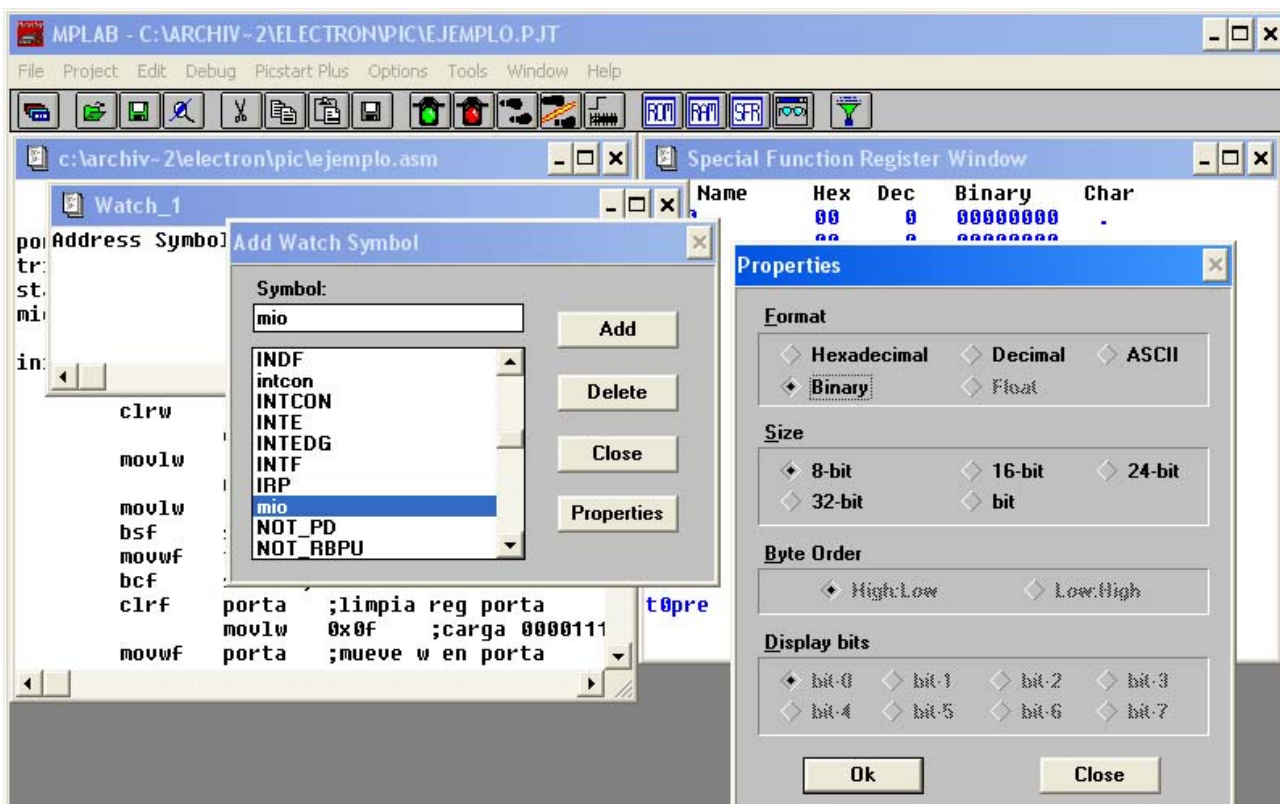 MPLAB - C:\ARCHIV~2\ELECTRON\PIC\EJEMPLO.PJT
File Project Edit Debug Picstart Plus Options Tools Window Help
ROM RAM SFR
c:\archiv~2\electron\pic\ejemplo.asm
Watch_1
Address Symbol
clrw
movlw
movlw
bsf
movwf
bcf
clrf porta ;limpia reg porta
movlw 0x0f ;carga 0000111
movwf porta ;mueve w en porta
Add Watch Symbol
Symbol:
mio
INDF
intcon
INTCON
INTE
INTEDG
INTF
IRP
mio
NOT_PD
NOT_RBPU
Add
Delete
Close
Properties
Special Function Register Window
Name Hex Dec Binary Char
00 0 00000000 .
00 0 00000000
t0pre
Properties
Format
Hexadecimal Decimal ASCII
Binary Float
Size
8-bit 16-bit 24-bit
32-bit bit
Byte Order
High:Low Low:High
Display bits
bit-0 bit-1 bit-2 bit-3
bit-4 bit-5 bit-6 bit-7
Ok Close